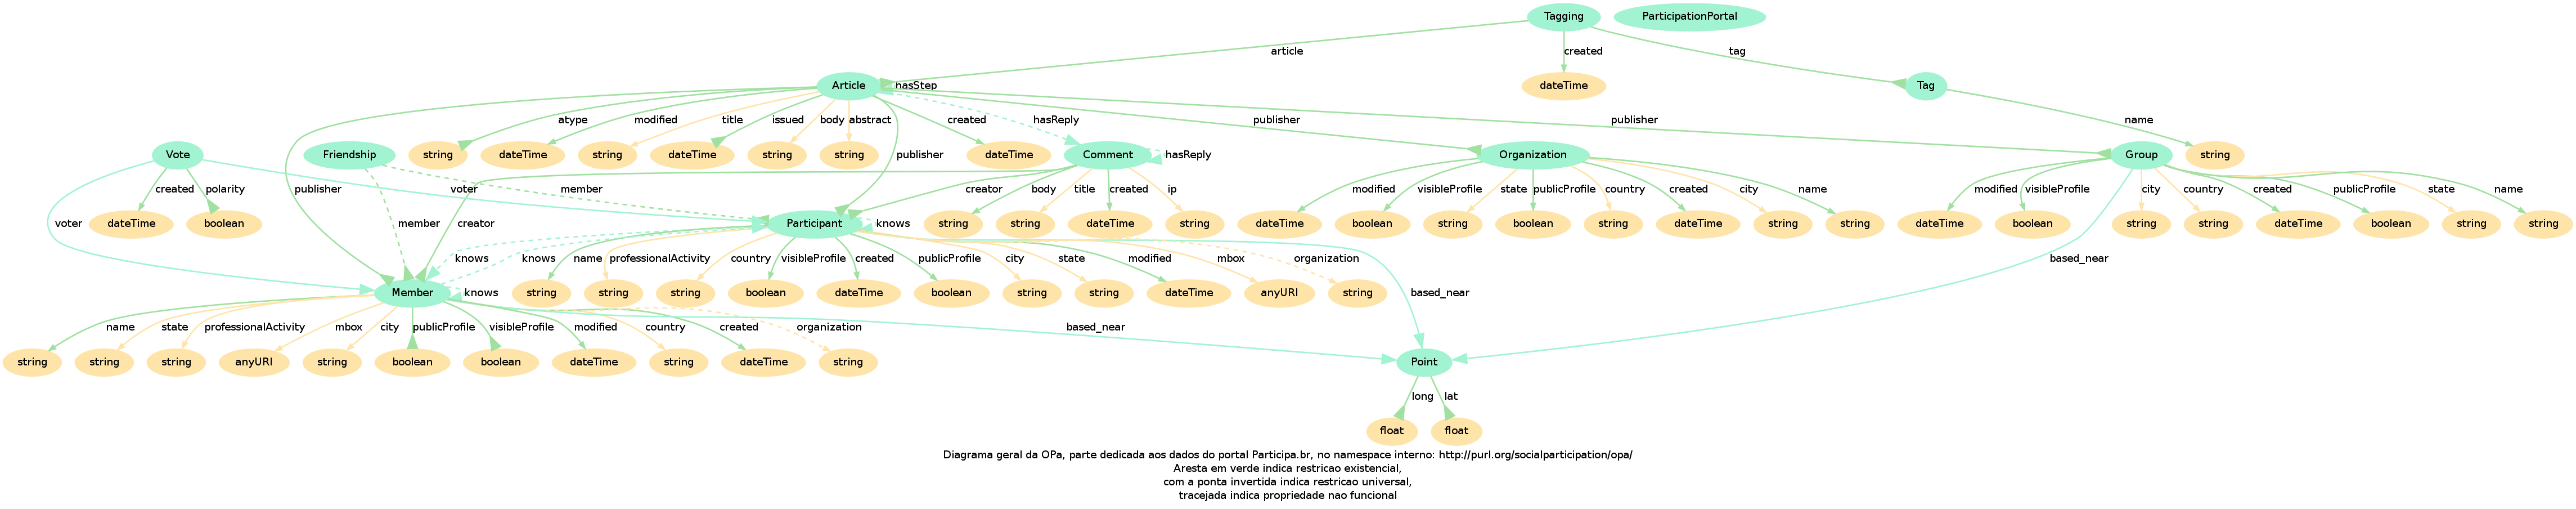 Tagging
ParticipationPortal
article
created
tag
Article
hasStep
dateTime
Tag
atype
modified
title
issued
body
abstract
created
hasReply
publisher
publisher
name
Vote
Friendship
string
dateTime
string
dateTime
string
string
publisher
dateTime
Comment
hasReply
Organization
Group
string
created
polarity
publisher
voter
member
creator
body
title
created
ip
modified
visibleProfile
state
publicProfile
country
created
city
name
modified
visibleProfile
city
country
created
publicProfile
state
name
voter
dateTime
boolean
member
creator
Participant
knows
string
string
dateTime
string
dateTime
boolean
string
boolean
string
dateTime
string
string
dateTime
boolean
string
string
dateTime
boolean
string
string
knows
knows
name
professionalActivity
country
visibleProfile
created
publicProfile
city
state
modified
mbox
organization
based_near
Member
knows
string
string
string
boolean
dateTime
boolean
string
string
dateTime
anyURI
string
based_near
name
state
professionalActivity
mbox
city
publicProfile
visibleProfile
modified
country
created
organization
based_near
string
string
string
anyURI
string
boolean
boolean
dateTime
string
dateTime
string
Point
long
lat
float
float
Diagrama geral da OPa, parte dedicada aos dados do portal Participa.br, no namespace interno: http://purl.org/socialparticipation/opa/
Aresta em verde indica restricao existencial,
com a ponta invertida indica restricao universal,
tracejada indica propriedade nao funcional